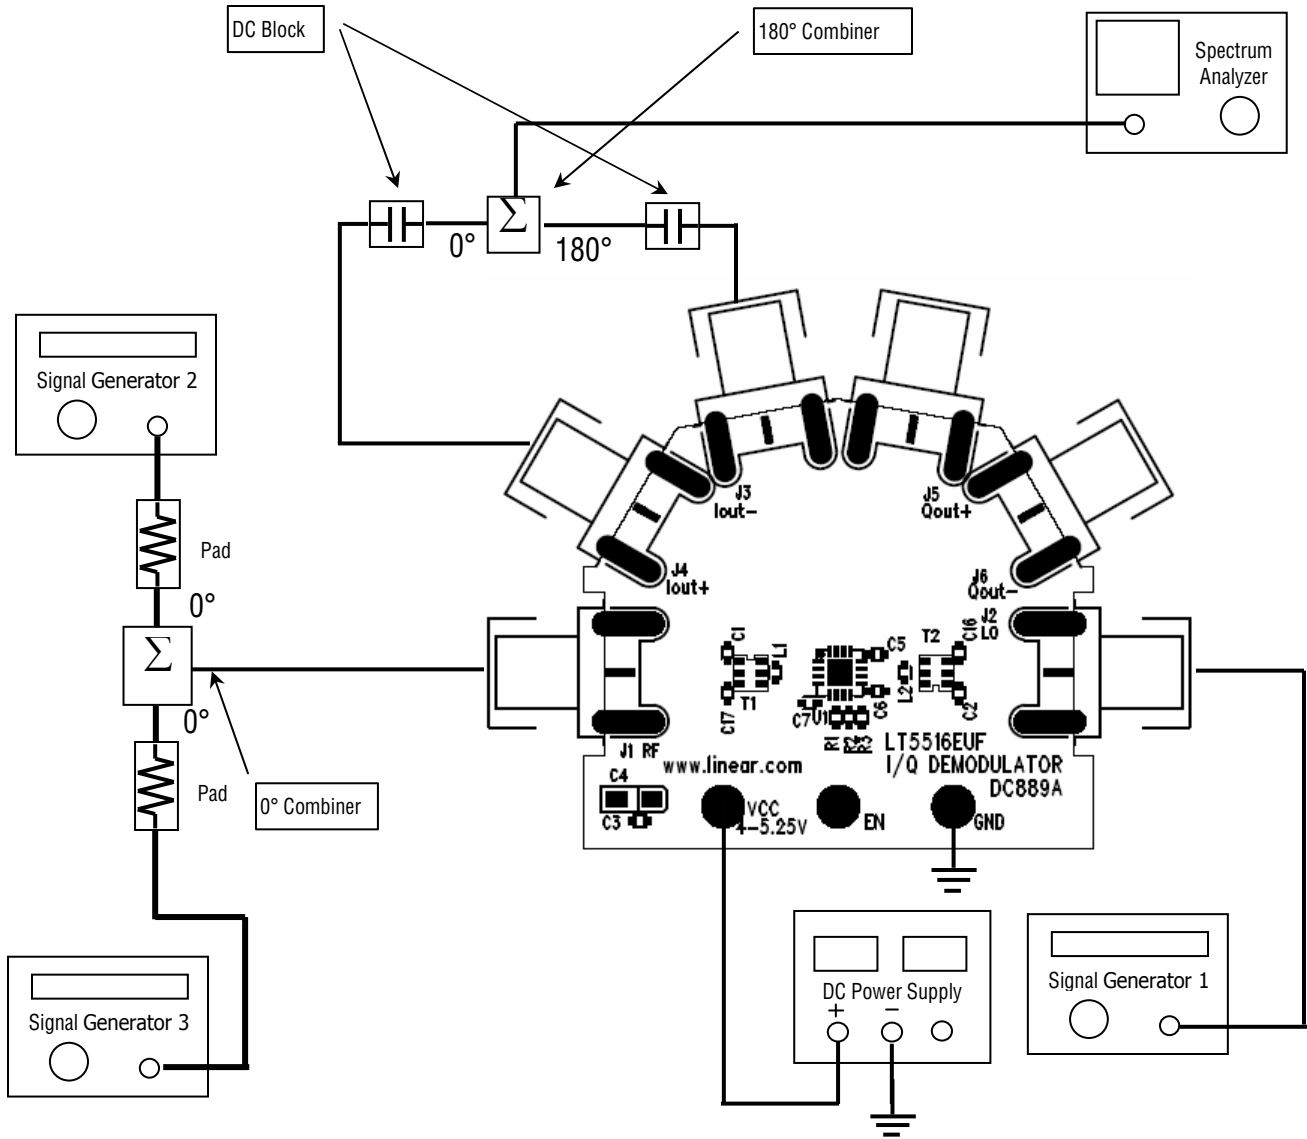 DC Block
180° Combiner
Spectrum
Analyzer
Σ
0°
180°
Signal Generator 2
Pad
0°
Σ
0°
Pad
0° Combiner
Signal Generator 3
J3
Iout-
J5
Qout+
J4
Iout+
J6
Qout-
J2
LO
C1
L1
C5
T2
C16
T1
C17
C7
U1
C6
L2
C2
R1
R2
R3
J1 RF
www.linear.com
LT5516EUF
I/Q DEMODULATOR
DC889A
C4
C3
VCC
4-5.25V
EN
GND
DC Power Supply
+
−
Signal Generator 1